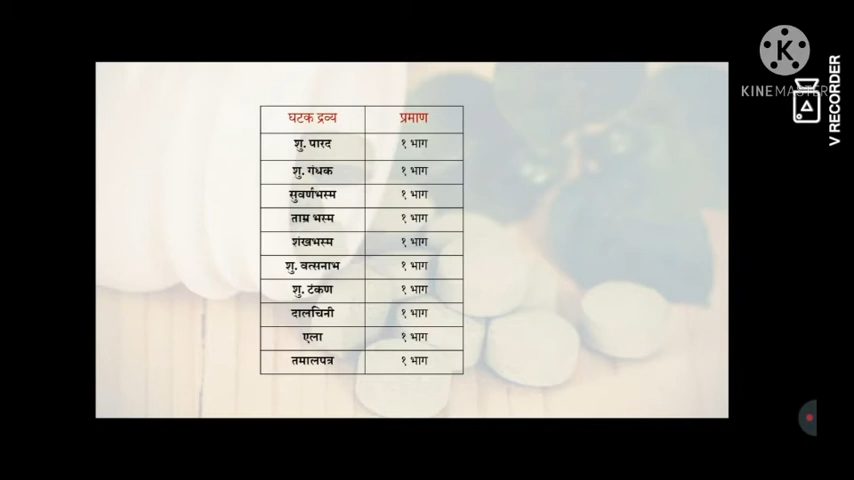 K
KINEMASTER
V RECORDER
घटक द्रव्य प्रमाण
शु. पारद १ भाग
शु. गंधक १ भाग
सुवर्णभस्म १ भाग
ताम्र भस्म १ भाग
शंखभस्म १ भाग
शु. वत्सनाभ १ भाग
शु. टंकण १ भाग
दालचिनी १ भाग
एला १ भाग
तमालपत्र १ भाग